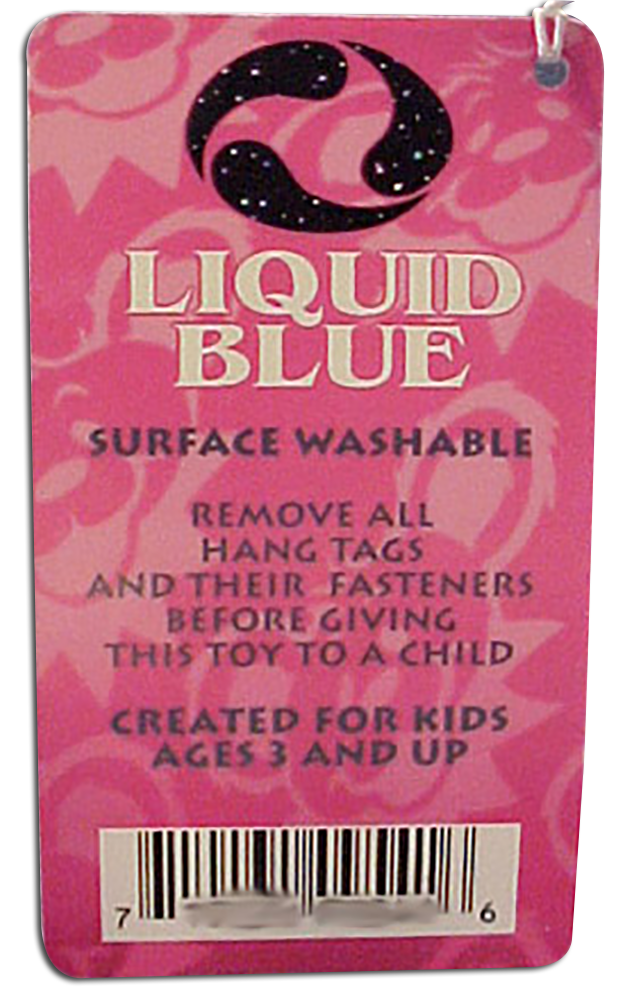 LIQUID
BLUE
SURFACE WASHABLE
REMOVE ALL
HANG TAGS
AND THEIR FASTENERS
BEFORE GIVING
THIS TOY TO A CHILD
CREATED FOR KIDS
AGES 3 AND UP
7 6